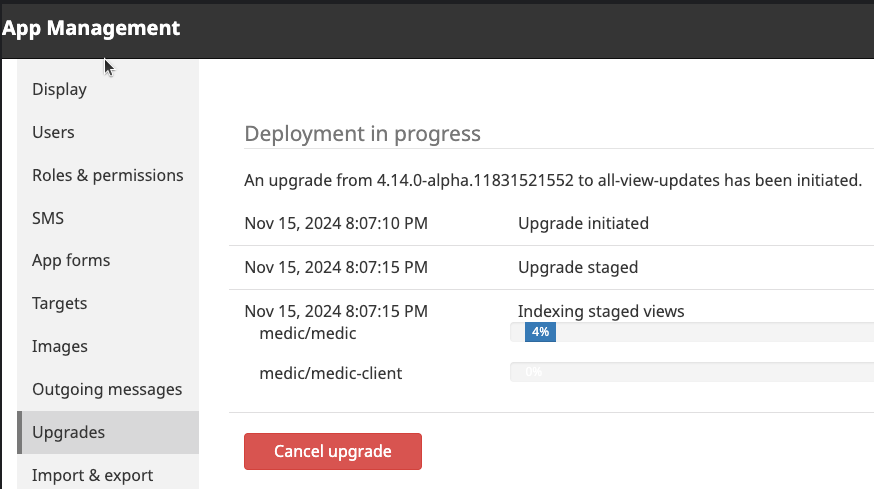 App Management
Display
Users
Roles & permissions
SMS
App forms
Targets
Images
Outgoing messages
Upgrades
Import & export
Deployment in progress
An upgrade from 4.14.0-alpha.11831521552 to all-view-updates has been initiated.
Nov 15, 2024 8:07:10 PM Upgrade initiated
Nov 15, 2024 8:07:15 PM Upgrade staged
Nov 15, 2024 8:07:15 PM Indexing staged views
medic/medic 4%
medic/medic-client 0%
Cancel upgrade